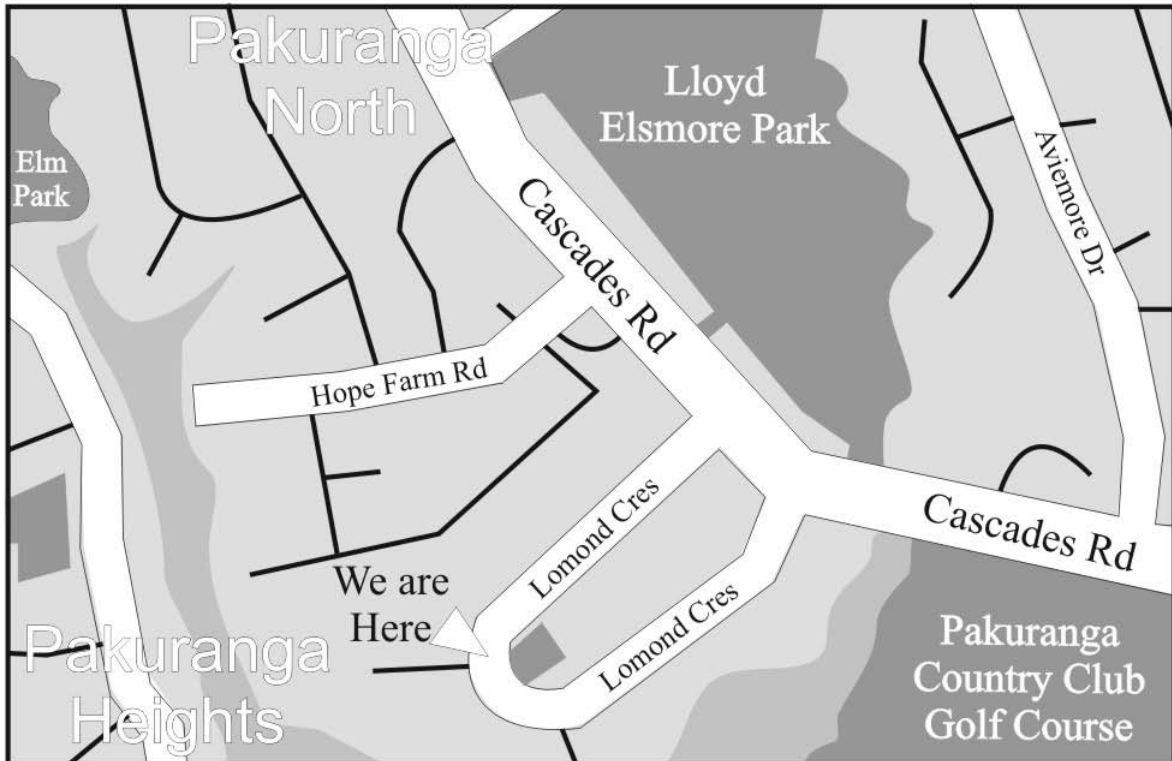 Pakuranga
North
Lloyd
Elsmore Park
Elm
Park
Aviemore Dr
Cascades Rd
Hope Farm Rd
Cascades Rd
Lomond Cres
We are
Here
Lomond Cres
Pakuranga
Heights
Pakuranga
Country Club
Golf Course